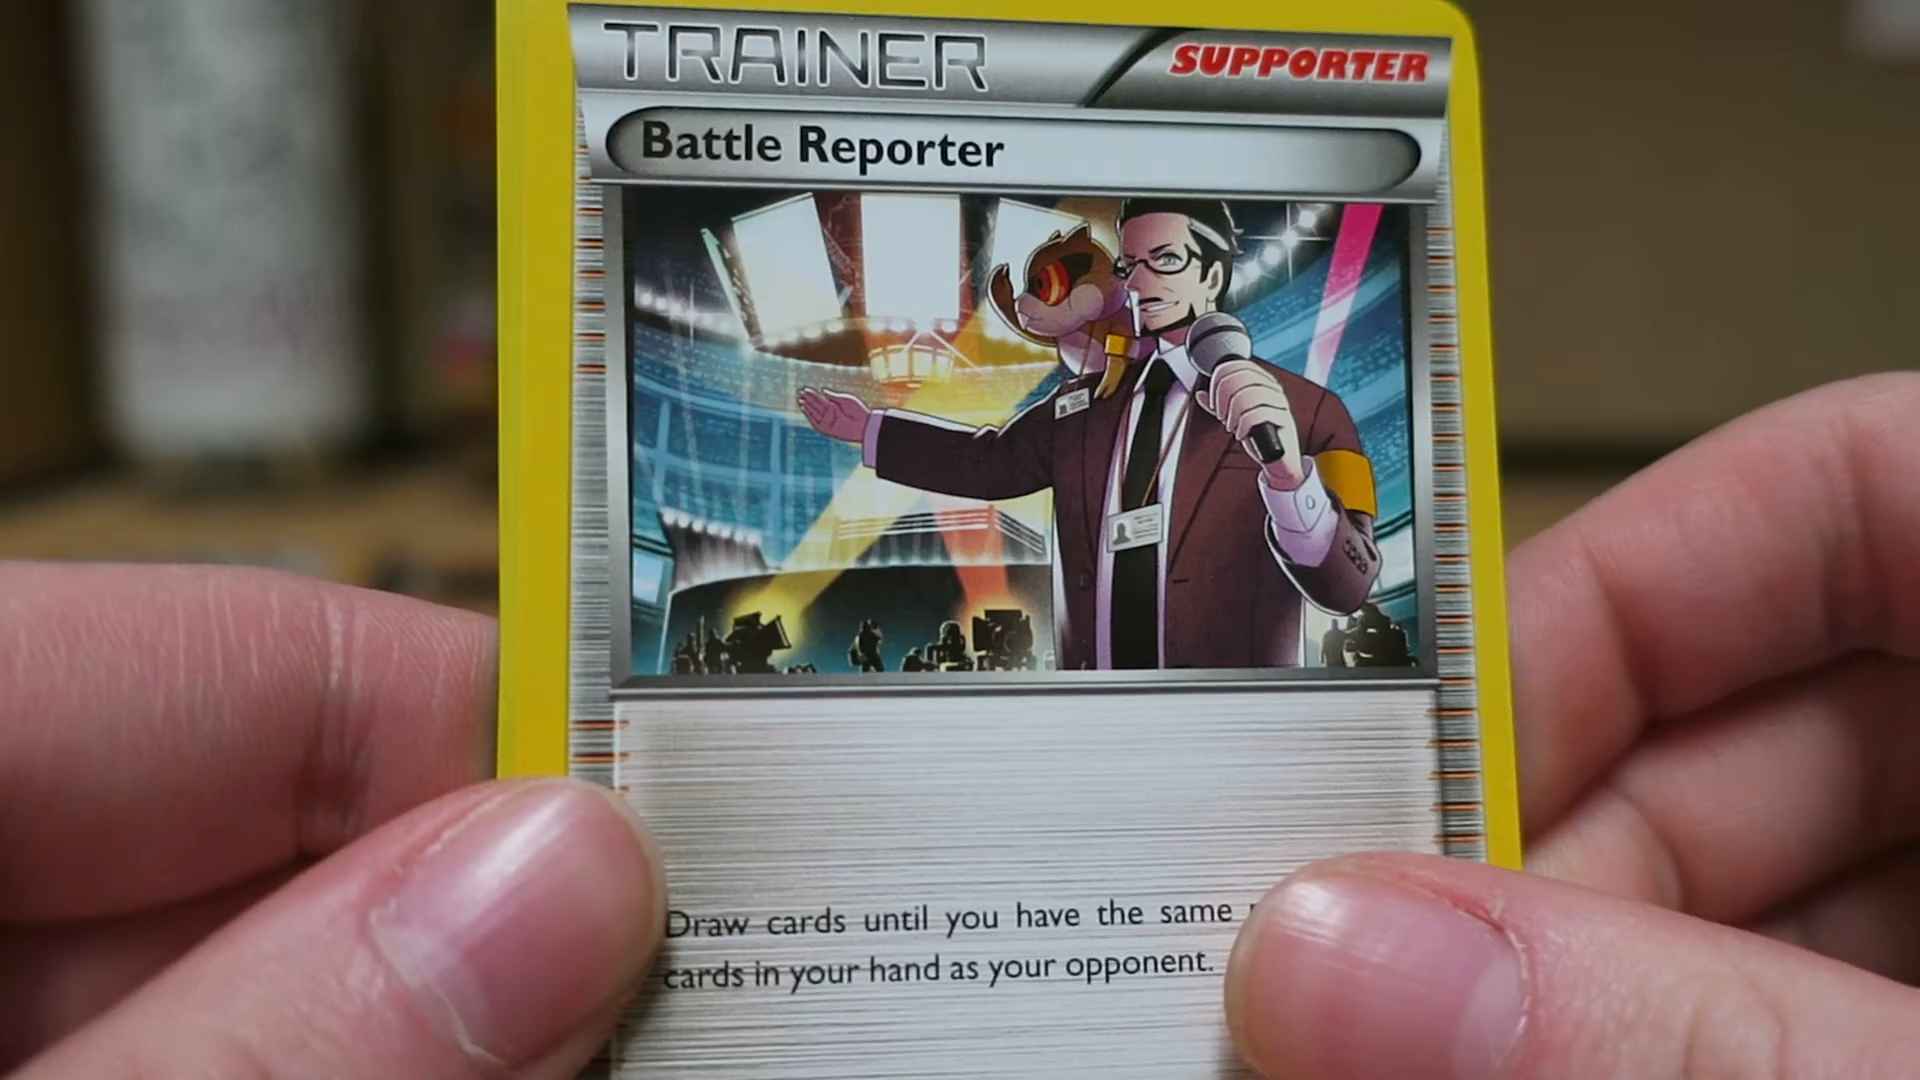 TRAINER
SUPPORTER
Battle Reporter
Draw cards until you have the same
cards in your hand as your opponent.